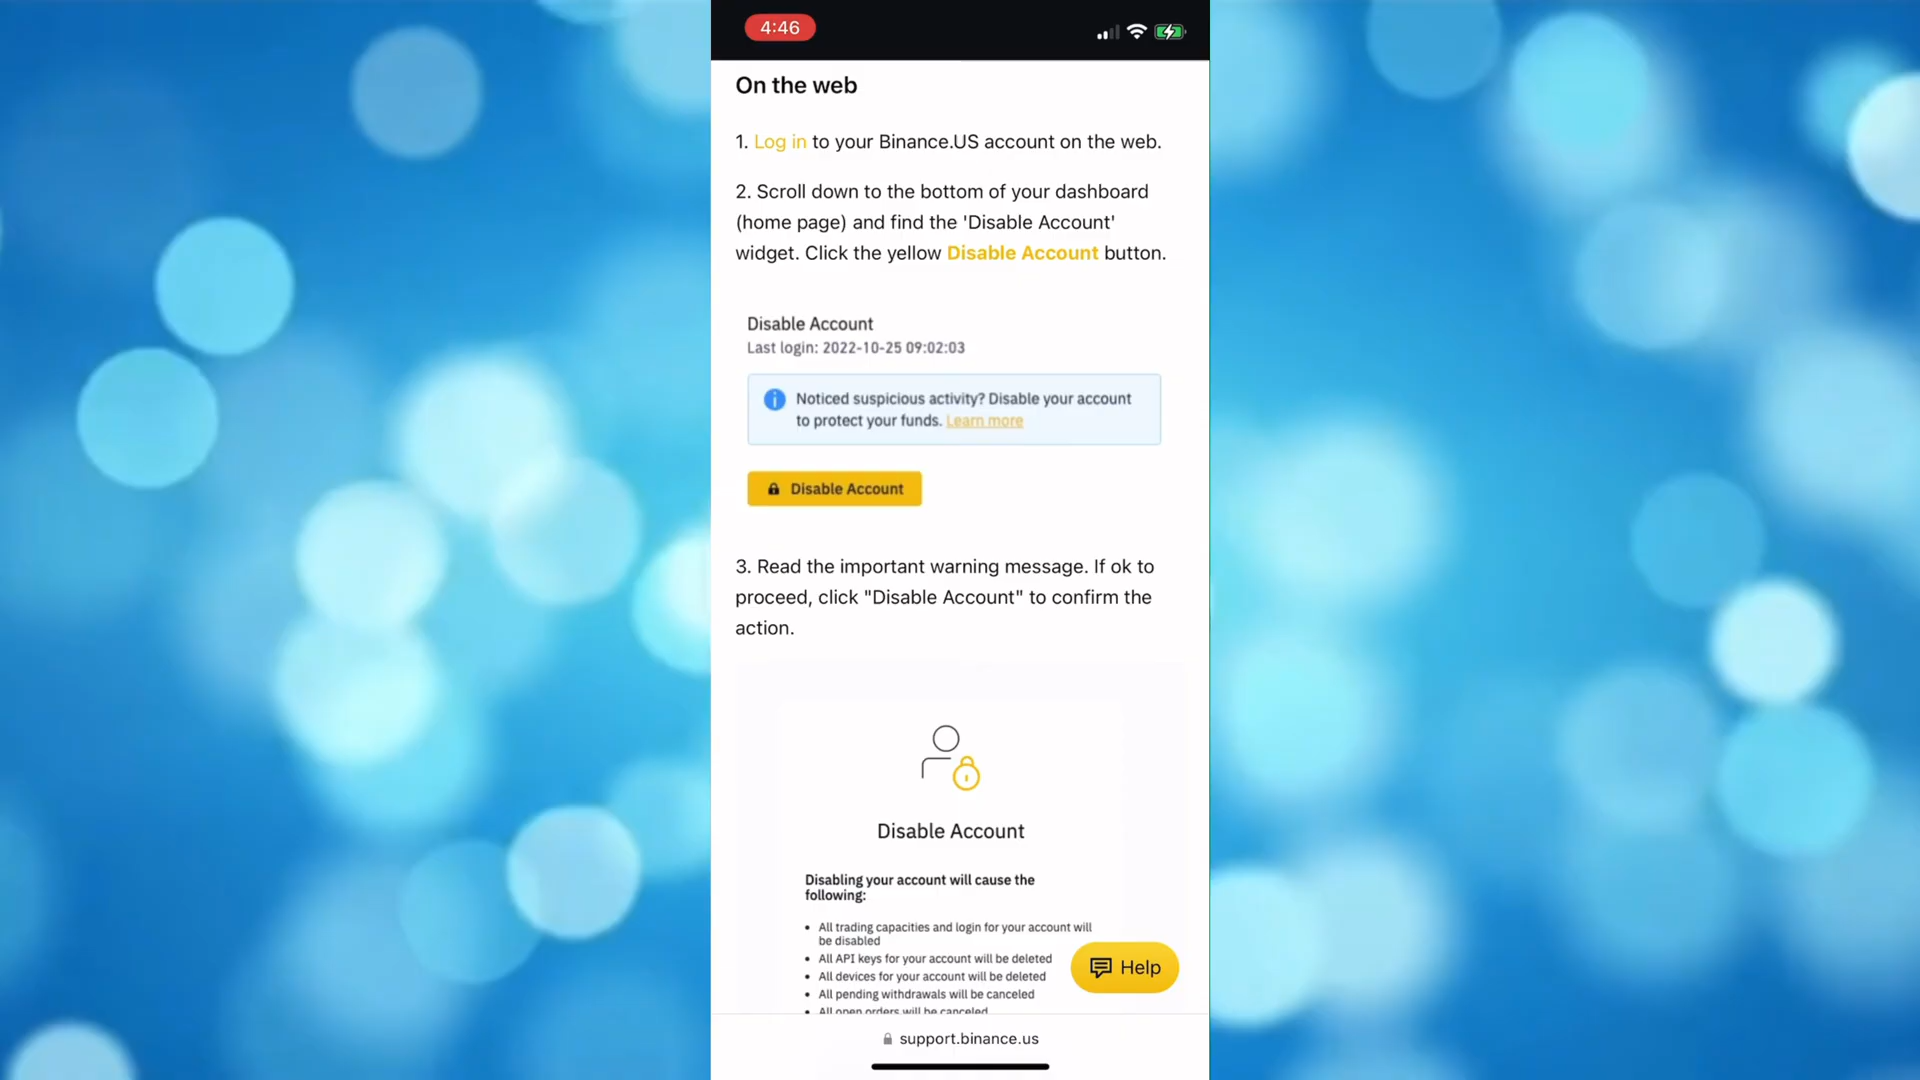 4:46
On the web
1. Log in to your Binance.US account on the web.
2. Scroll down to the bottom of your dashboard
(home page) and find the 'Disable Account'
widget. Click the yellow Disable Account button.
Disable Account
Last login: 2022-10-25 09:02:03
Noticed suspicious activity? Disable your account
to protect your funds. Learn more
Disable Account
3. Read the important warning message. If ok to
proceed, click "Disable Account" to confirm the
action.
Disable Account
Disabling your account will cause the
following:
• All trading capacities and login for your account will
be disabled
• All API keys for your account will be deleted
• All devices for your account will be deleted
• All pending withdrawals will be canceled
• All open orders will be canceled
Help
support.binance.us